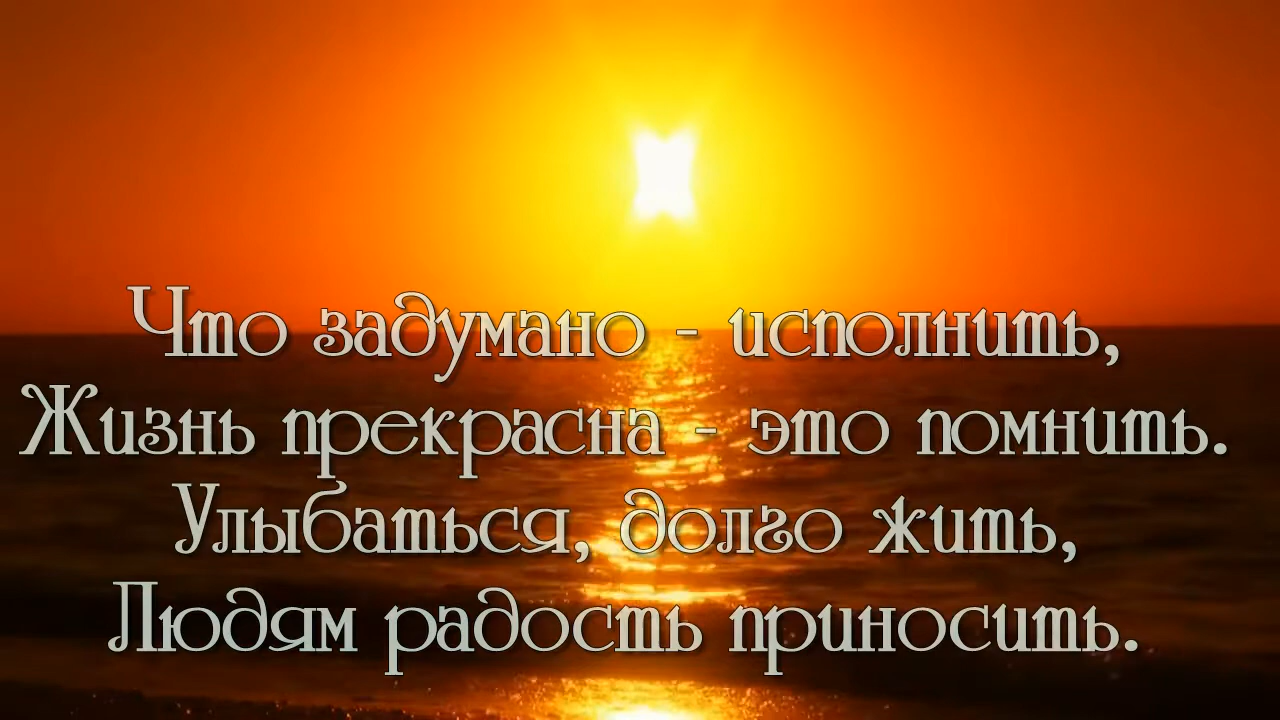 Что задумано - исполнить,
Жизнь прекрасна - это помнить.
Улыбаться, долго жить,
Людям радость приносить.